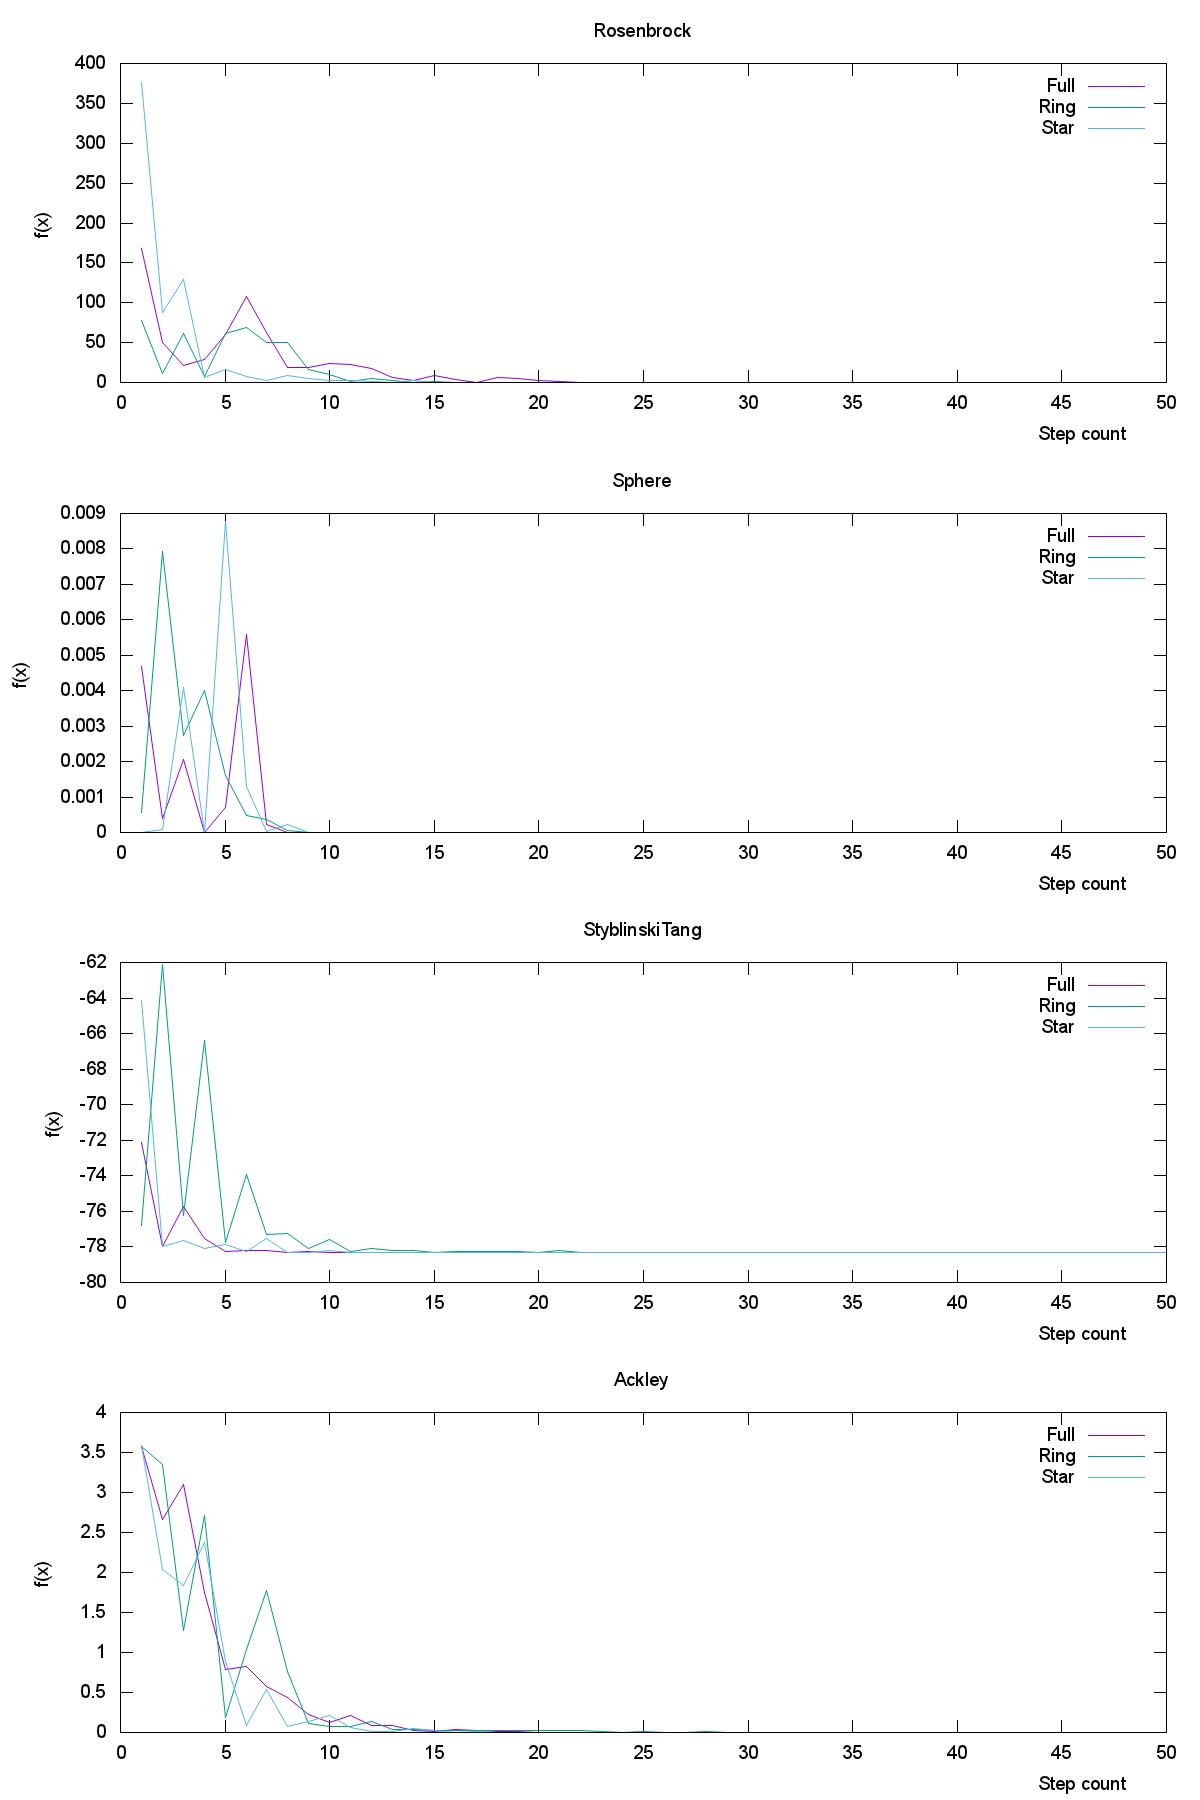 Rosenbrock
400
350
300
250
200
150
100
50
0
f(x)
Full
Ring
Star
0 5 10 15 20 25 30 35 40 45 50
Step count
Sphere
0.009
0.008
0.007
0.006
0.005
0.004
0.003
0.002
0.001
0
f(x)
Full
Ring
Star
0 5 10 15 20 25 30 35 40 45 50
Step count
StyblinskiTang
-62
-64
-66
-68
-70
-72
-74
-76
-78
-80
f(x)
Full
Ring
Star
0 5 10 15 20 25 30 35 40 45 50
Step count
Ackley
4
3.5
3
2.5
2
1.5
1
0.5
0
f(x)
Full
Ring
Star
0 5 10 15 20 25 30 35 40 45 50
Step count